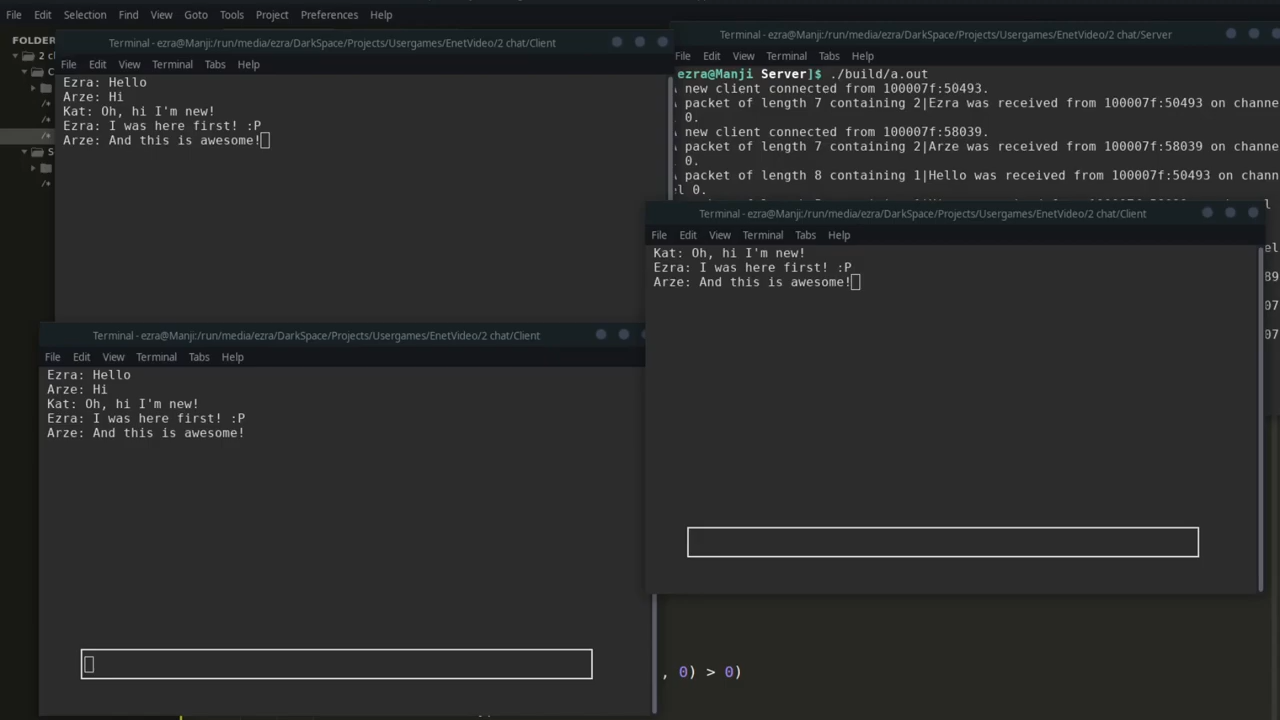 File Edit Selection Find View Goto Tools Project Preferences Help
FOLDER
2 c
C
/*
/*
/*
S
/*
Terminal - ezra@Manji:/run/media/ezra/DarkSpace/Projects/Usergames/EnetVideo/2 chat/Client
File Edit View Terminal Tabs Help
Ezra: Hello
Arze: Hi
Kat: Oh, hi I'm new!
Ezra: I was here first! :P
Arze: And this is awesome!
Terminal - ezra@Manji:/run/media/ezra/DarkSpace/Projects/Usergames/EnetVideo/2 chat/Server
File Edit View Terminal Tabs Help
ezra@Manji Server]$ ./build/a.out
new client connected from 100007f:50493.
packet of length 7 containing 2|Ezra was received from 100007f:50493 on channe
0.
new client connected from 100007f:58039.
packet of length 7 containing 2|Arze was received from 100007f:58039 on channe
0.
packet of length 8 containing 1|Hello was received from 100007f:50493 on chann
el 0.
el
89
07
07
Terminal - ezra@Manji:/run/media/ezra/DarkSpace/Projects/Usergames/EnetVideo/2 chat/Client
File Edit View Terminal Tabs Help
Kat: Oh, hi I'm new!
Ezra: I was here first! :P
Arze: And this is awesome!
Terminal - ezra@Manji:/run/media/ezra/DarkSpace/Projects/Usergames/EnetVideo/2 chat/Client
File Edit View Terminal Tabs Help
Ezra: Hello
Arze: Hi
Kat: Oh, hi I'm new!
Ezra: I was here first! :P
Arze: And this is awesome!
, 0) > 0)